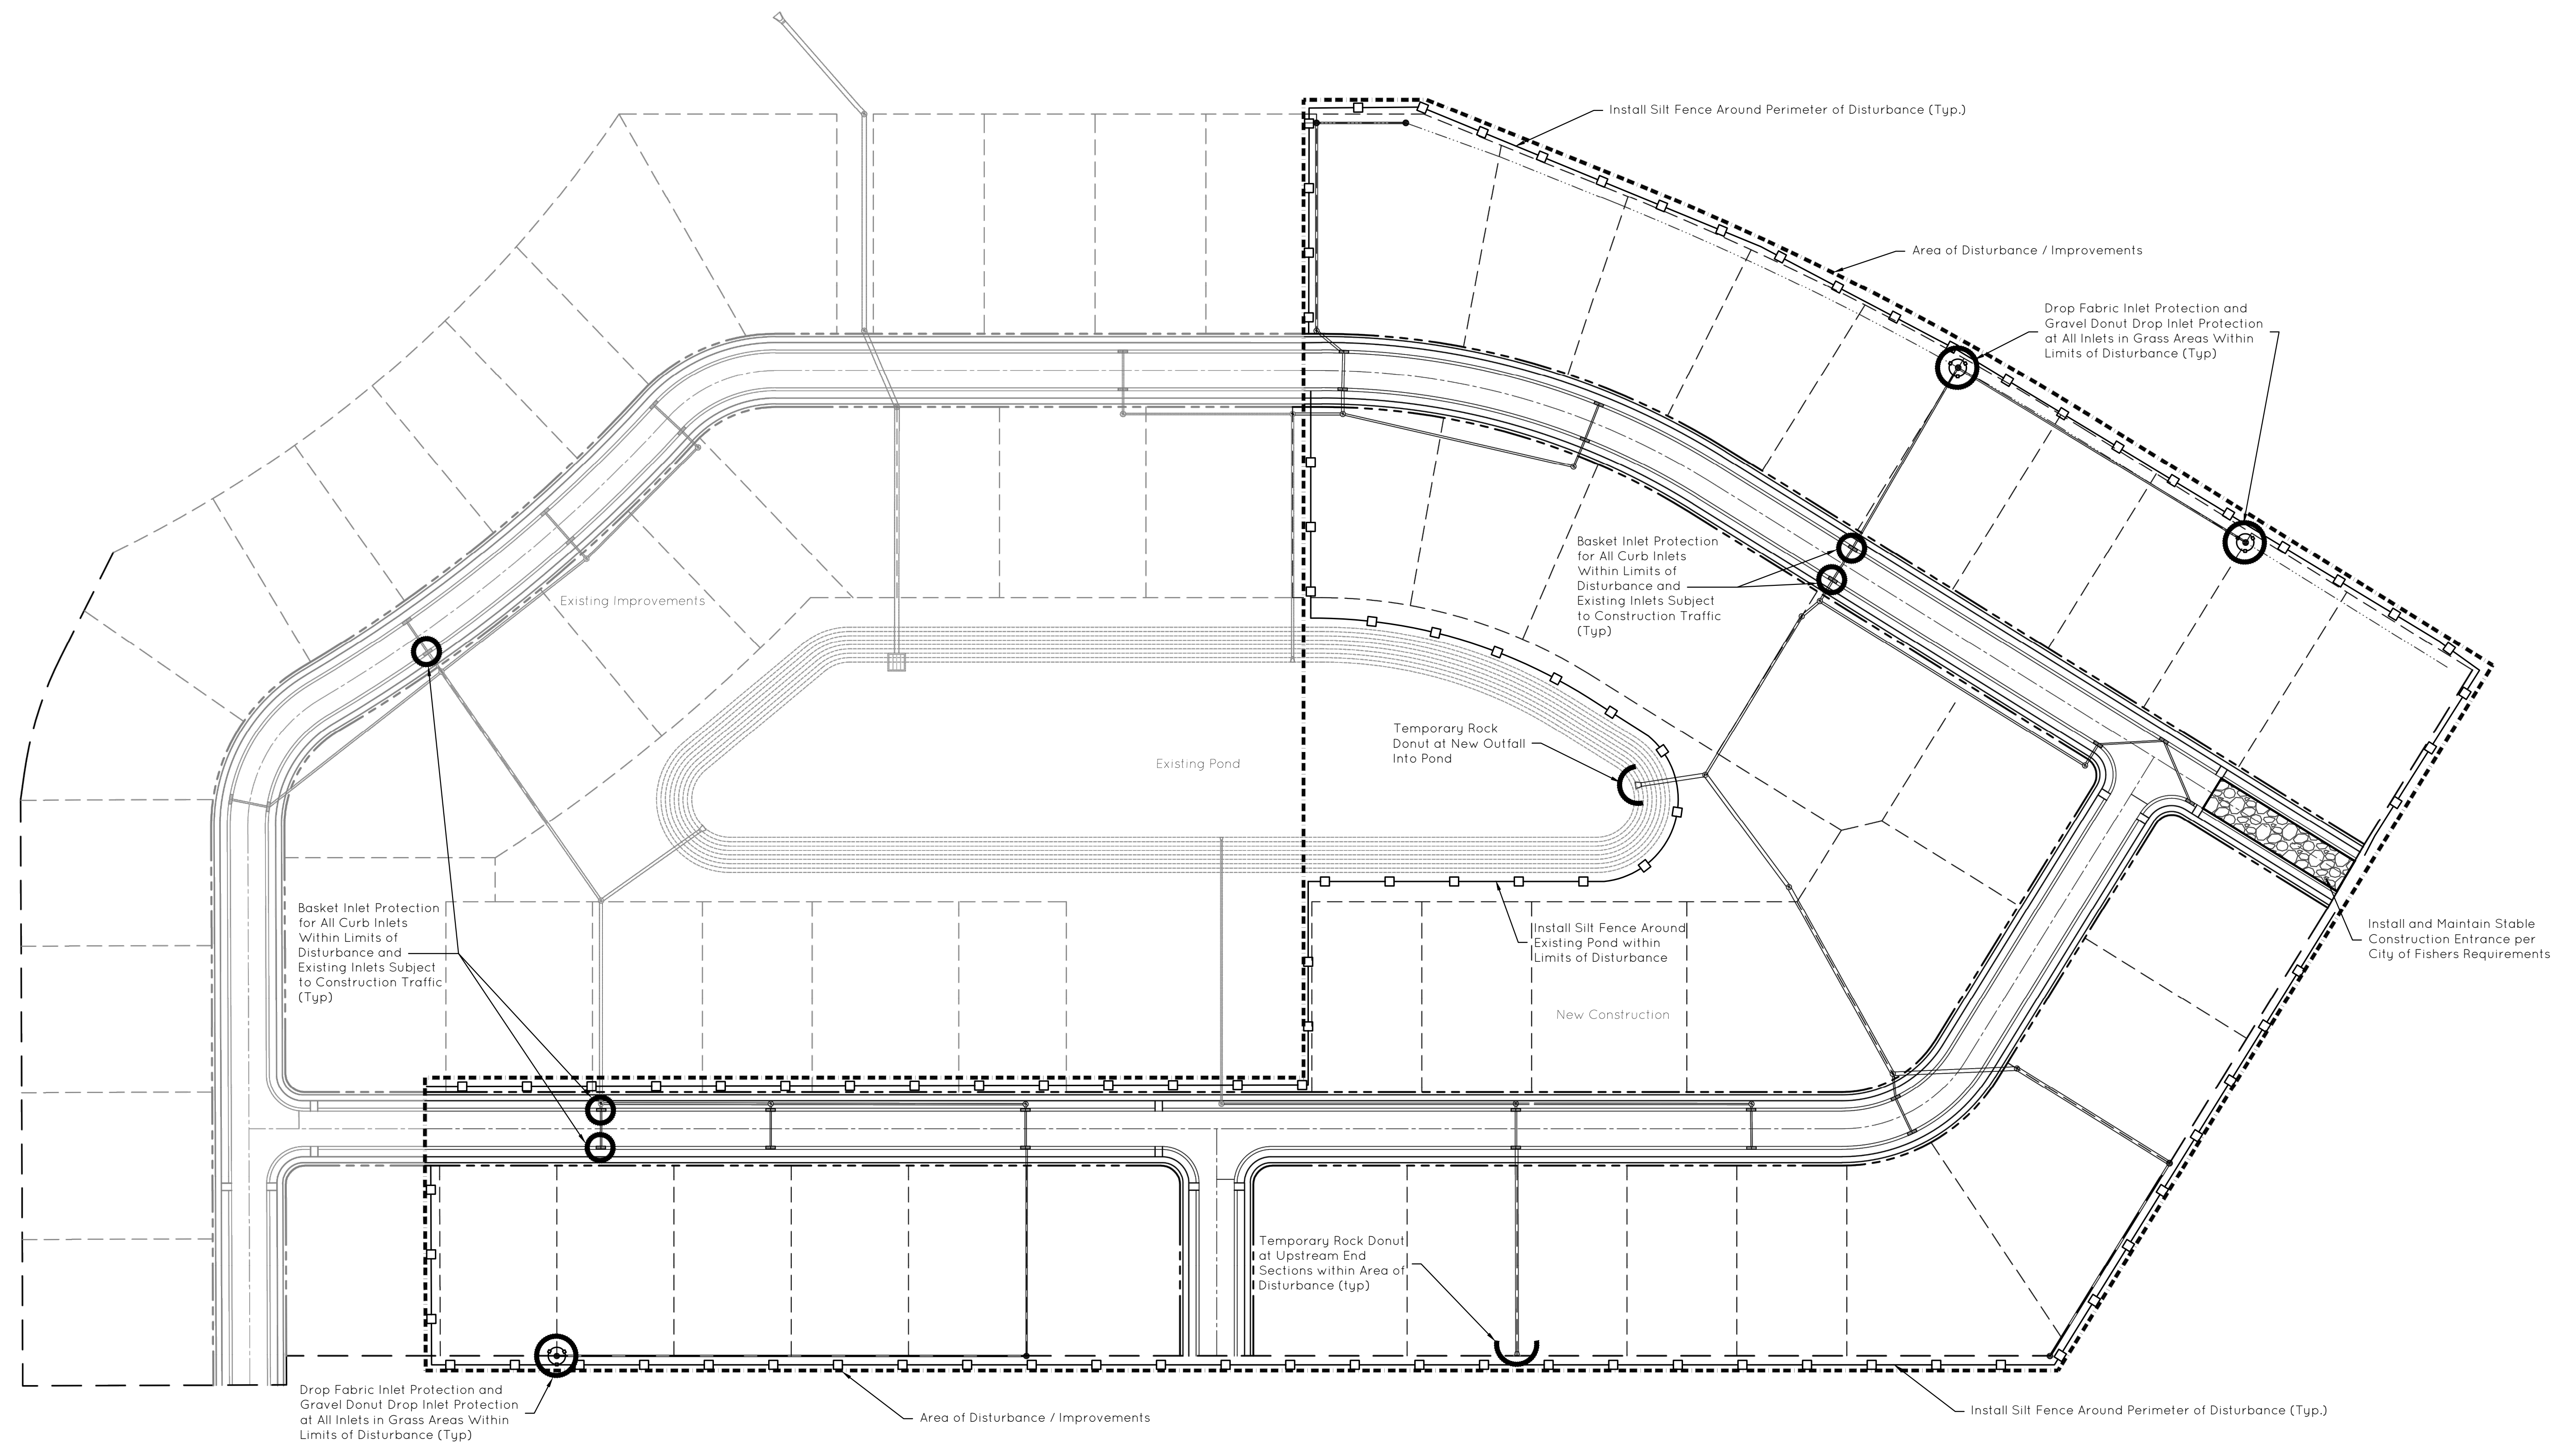 Install Silt Fence Around Perimeter of Disturbance (Typ.)
Area of Disturbance / Improvements
Drop Fabric Inlet Protection and
Gravel Donut Drop Inlet Protection
at All Inlets in Grass Areas Within
Limits of Disturbance (Typ)
Basket Inlet Protection
for All Curb Inlets
Within Limits of
Disturbance and
Existing Inlets Subject
to Construction Traffic
(Typ)
Existing Improvements
Temporary Rock
Donut at New Outfall
Into Pond
Existing Pond
Basket Inlet Protection
for All Curb Inlets
Within Limits of
Disturbance and
Existing Inlets Subject
to Construction Traffic
(Typ)
Install Silt Fence Around
Existing Pond within
Limits of Disturbance
Install and Maintain Stable
Construction Entrance per
City of Fishers Requirements
New Construction
Temporary Rock Donut
at Upstream End
Sections within Area of
Disturbance (typ)
Drop Fabric Inlet Protection and
Gravel Donut Drop Inlet Protection
at All Inlets in Grass Areas Within
Limits of Disturbance (Typ)
Area of Disturbance / Improvements
Install Silt Fence Around Perimeter of Disturbance (Typ.)